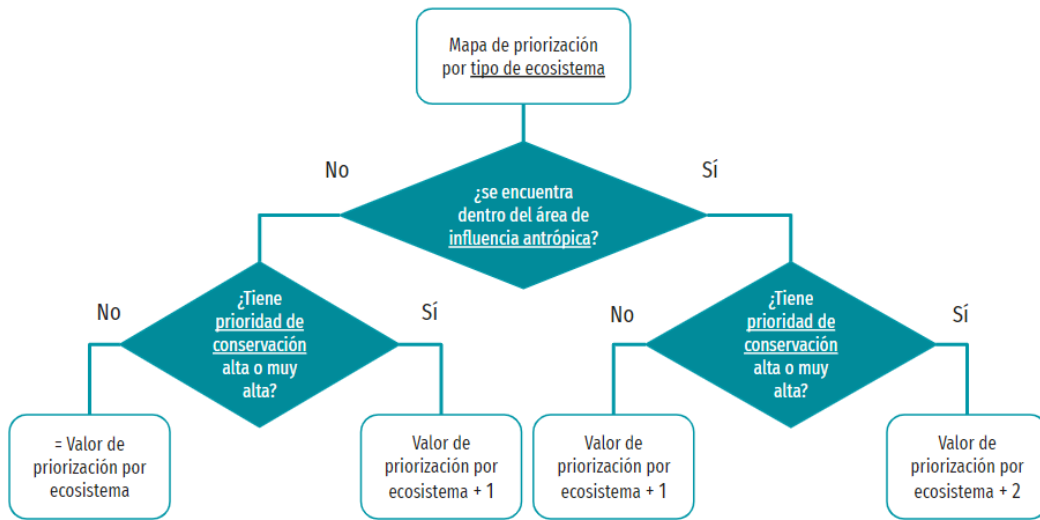 Mapa de priorización
por tipo de ecosistema
No
Sí
¿se encuentra
dentro del área de
influencia antrópica?
No
¿Tiene
prioridad de
conservación
alta o muy
alta?
Sí
No
¿Tiene
prioridad de
conservación
alta o muy
alta?
Sí
= Valor de
priorización por
ecosistema
Valor de
priorización por
ecosistema + 1
Valor de
priorización por
ecosistema + 1
Valor de
priorización por
ecosistema + 2